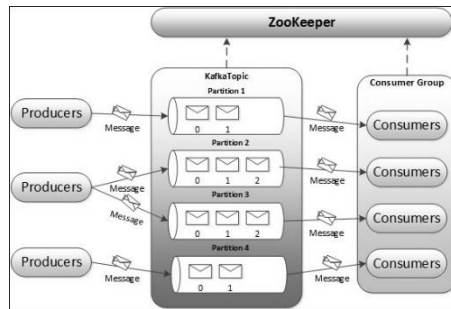 ZooKeeper
KafkaTopic
Consumer Group
Partition 1
Producers
Message
0 1
Message
Consumers
Partition 2
Message
0 1 2
Message
Consumers
Producers
Partition 3
Message
0 1 2
Message
Consumers
Partition 4
Producers
Message
0 1
Message
Consumers